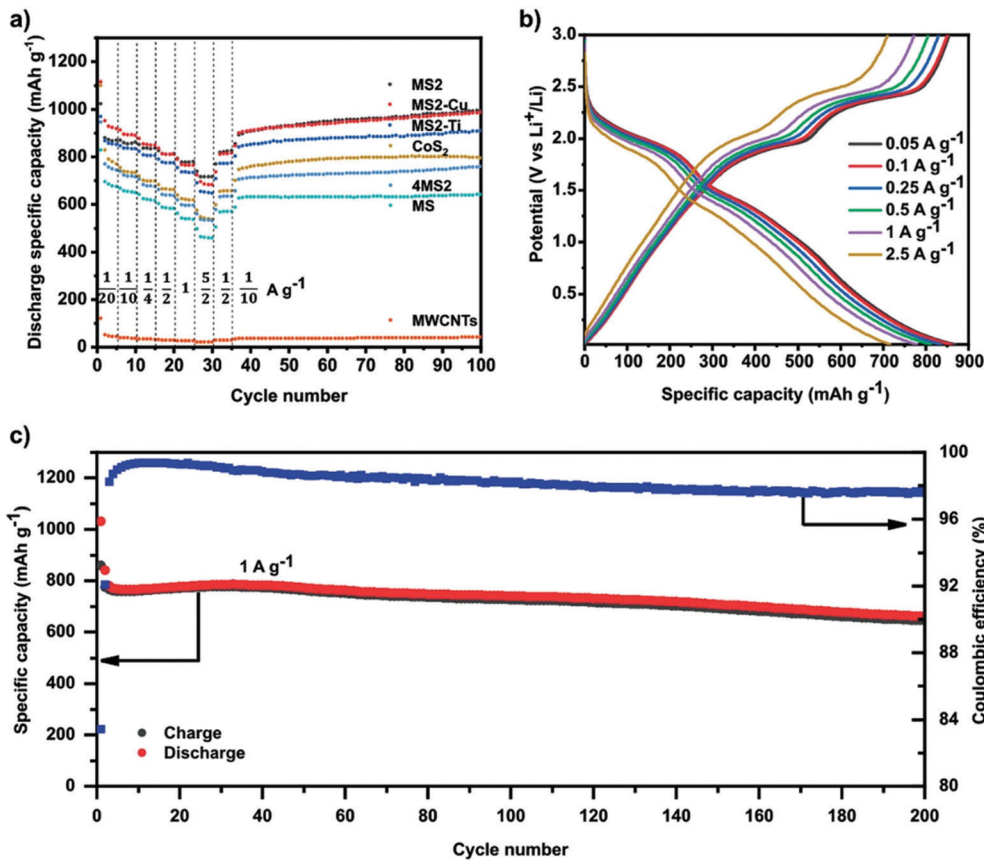 a)
Discharge specific capacity (mAh g⁻¹)
1200
1000
800
600
400
200
0
MS2
MS2-Cu
MS2-Ti
CoS₂
4MS2
MS
1/20 1/10 1/4 1/2 1 5/2 1/2 1/10 A g⁻¹
MWCNTs
0 10 20 30 40 50 60 70 80 90 100
Cycle number
b)
Potential (V vs Li⁺/Li)
3.0
2.5
2.0
1.5
1.0
0.5
0.05 A g⁻¹
0.1 A g⁻¹
0.25 A g⁻¹
0.5 A g⁻¹
1 A g⁻¹
2.5 A g⁻¹
0 100 200 300 400 500 600 700 800 900
Specific capacity (mAh g⁻¹)
c)
Specific capacity (mAh g⁻¹)
1200
1000
800
600
400
200
0
1 A g⁻¹
Charge
Discharge
100
96
92
88
84
80
Coulombic efficiency (%)
0 20 40 60 80 100 120 140 160 180 200
Cycle number